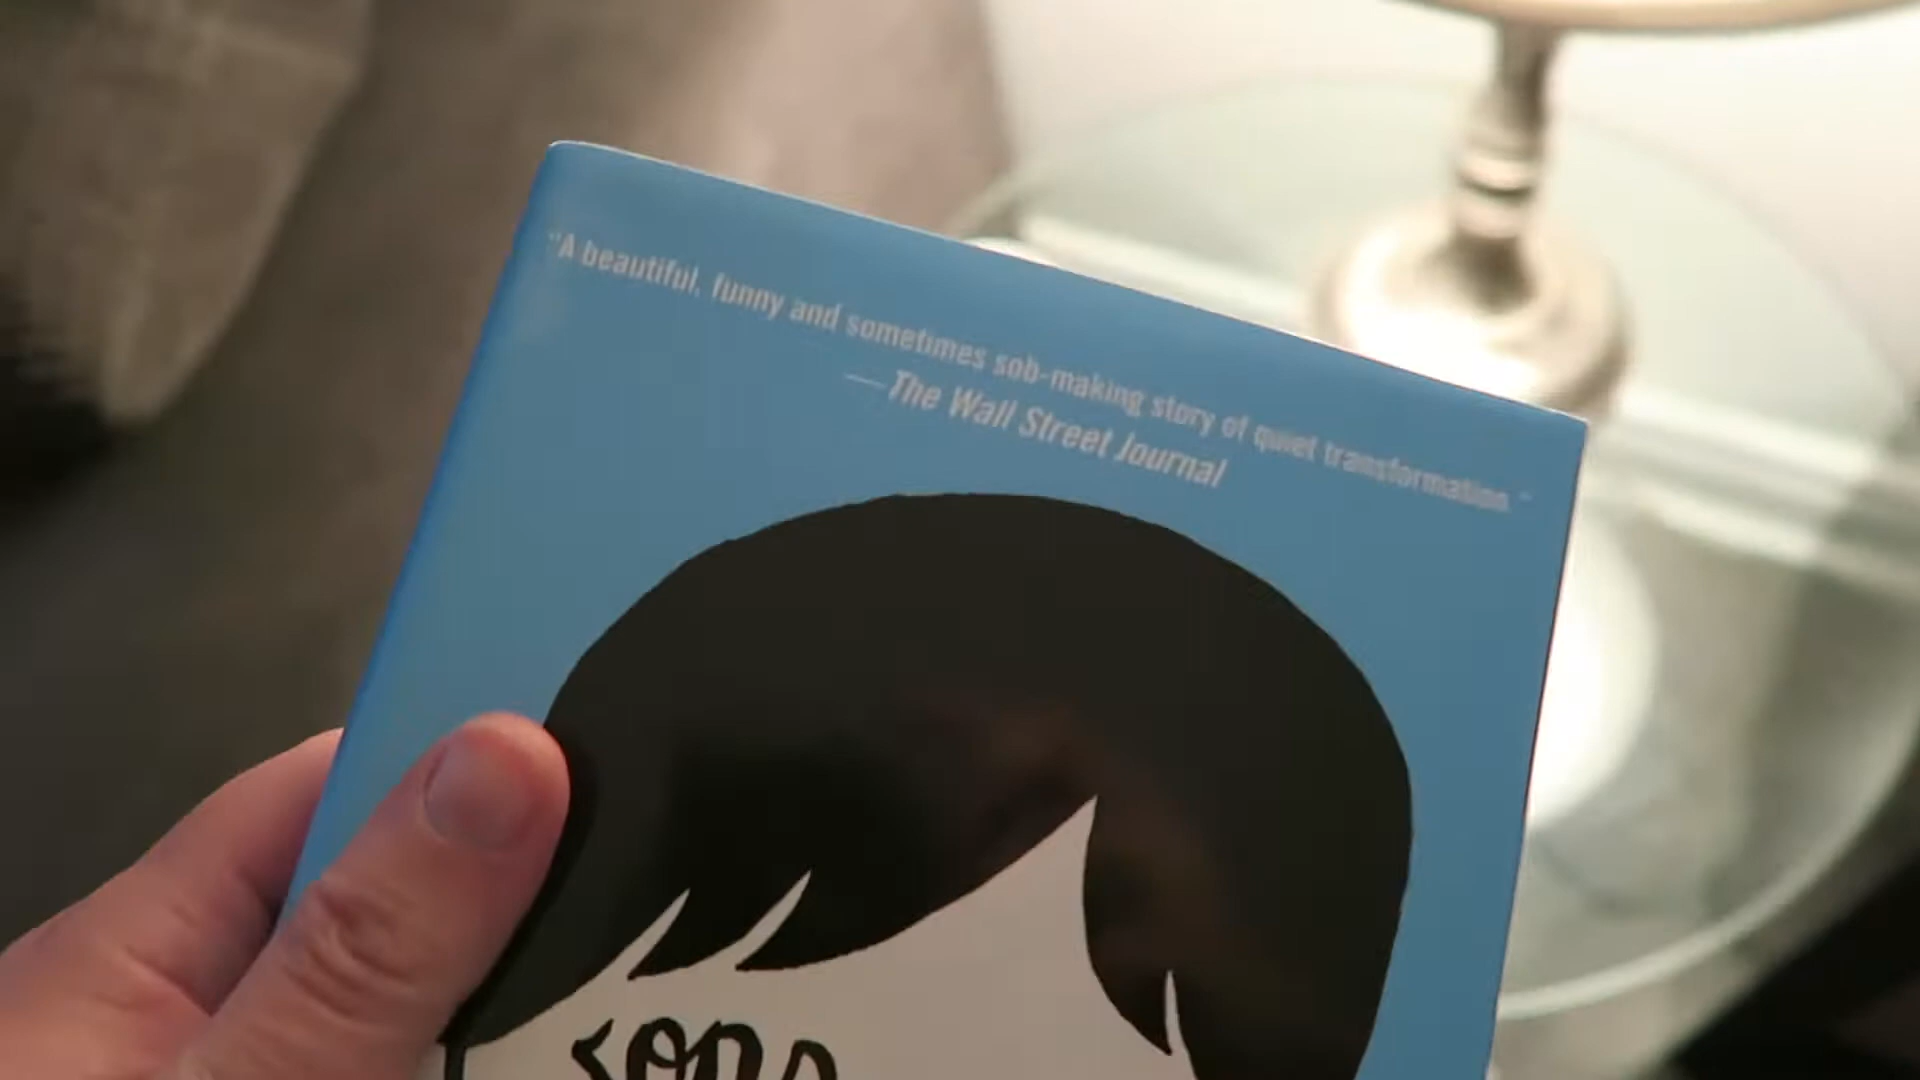 "A beautiful, funny and sometimes sob-making story of quiet transformation."
—The Wall Street Journal